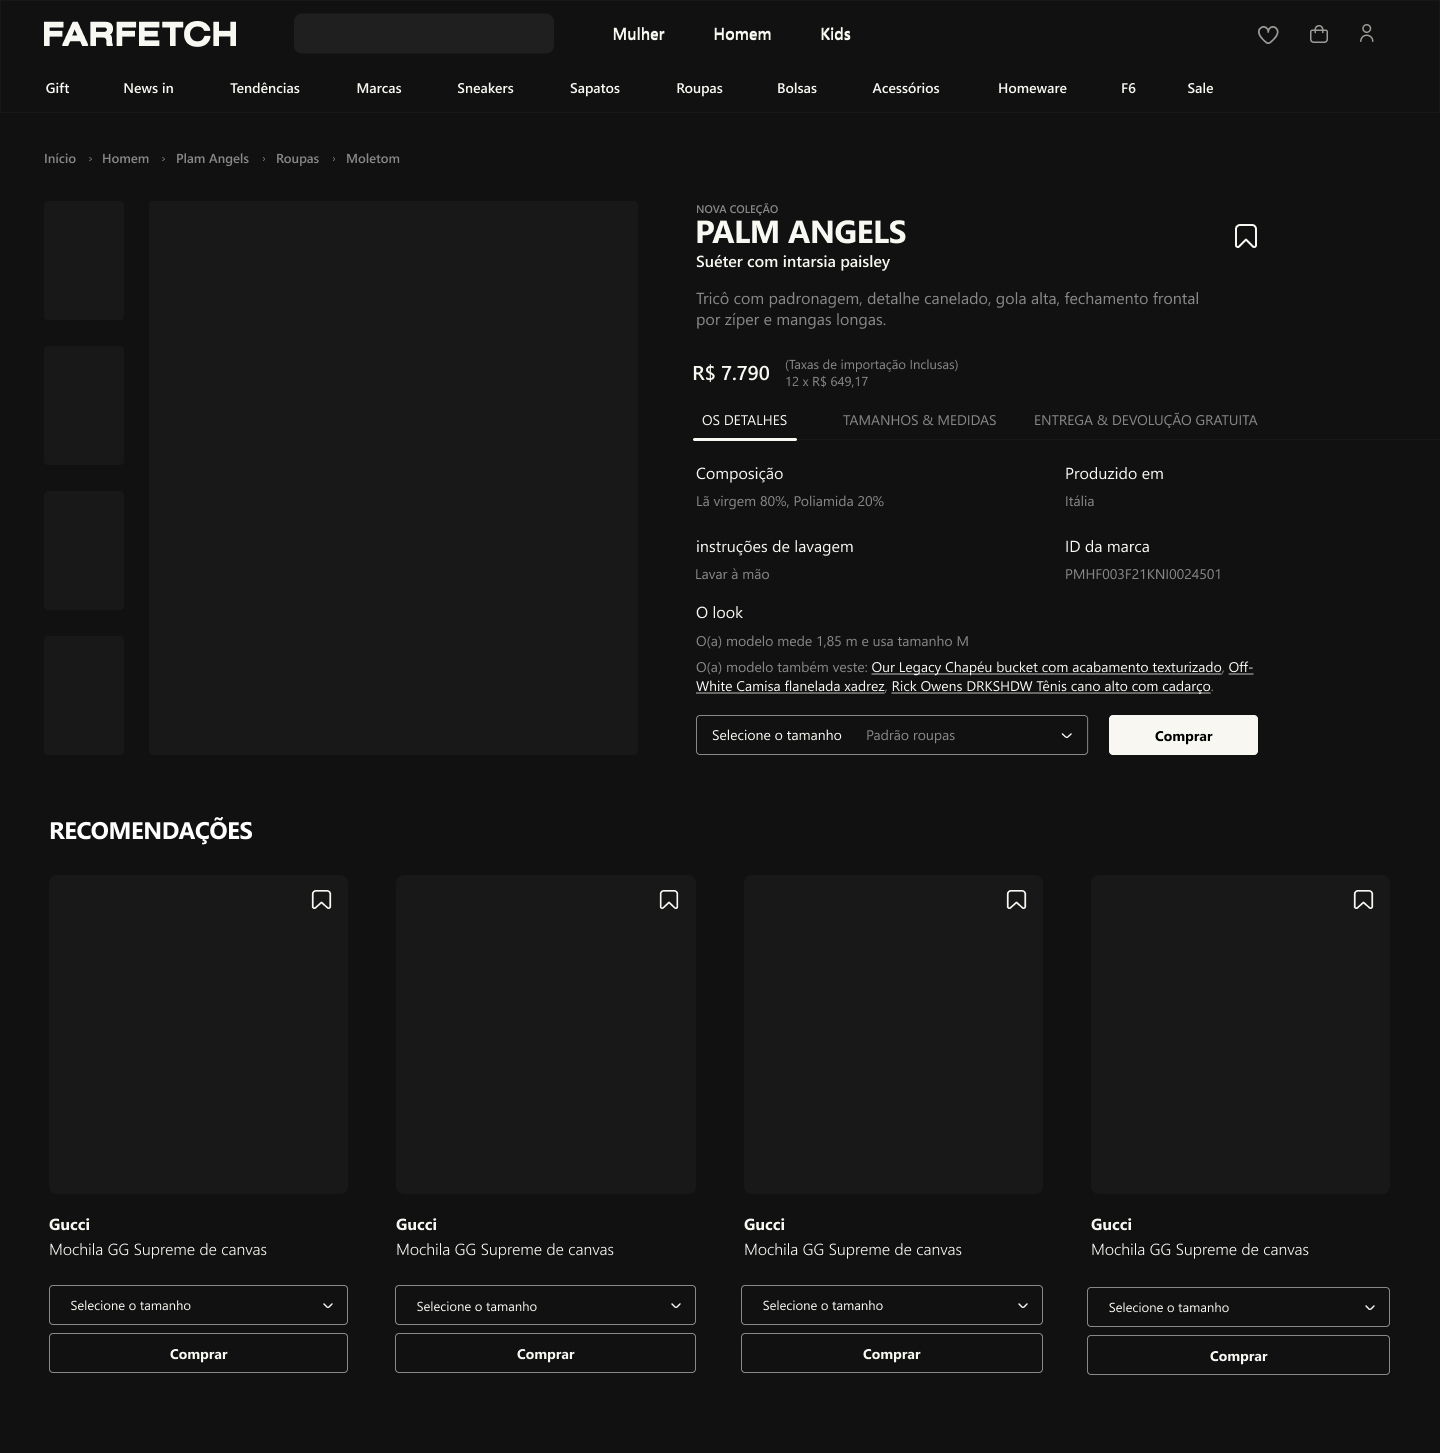 FARFETCH
Mulher Homem Kids
Gift News in Tendências Marcas Sneakers Sapatos Roupas Bolsas Acessórios Homeware F6 Sale
Início › Homem › Plam Angels › Roupas › Moletom
NOVA COLEÇÃO
PALM ANGELS
Suéter com intarsia paisley
Tricô com padronagem, detalhe canelado, gola alta, fechamento frontal
por zíper e mangas longas.
R$ 7.790
(Taxas de importação Inclusas)
12 x R$ 649,17
OS DETALHES TAMANHOS & MEDIDAS ENTREGA & DEVOLUÇÃO GRATUITA
Composição
Lã virgem 80%, Poliamida 20%
Produzido em
Itália
instruções de lavagem
Lavar à mão
ID da marca
PMHF003F21KNI0024501
O look
O(a) modelo mede 1,85 m e usa tamanho M
O(a) modelo também veste: Our Legacy Chapéu bucket com acabamento texturizado, Off-
White Camisa flanelada xadrez, Rick Owens DRKSHDW Tênis cano alto com cadarço.
Selecione o tamanho Padrão roupas
Comprar
RECOMENDAÇÕES
Gucci
Mochila GG Supreme de canvas
Selecione o tamanho
Comprar
Gucci
Mochila GG Supreme de canvas
Selecione o tamanho
Comprar
Gucci
Mochila GG Supreme de canvas
Selecione o tamanho
Comprar
Gucci
Mochila GG Supreme de canvas
Selecione o tamanho
Comprar